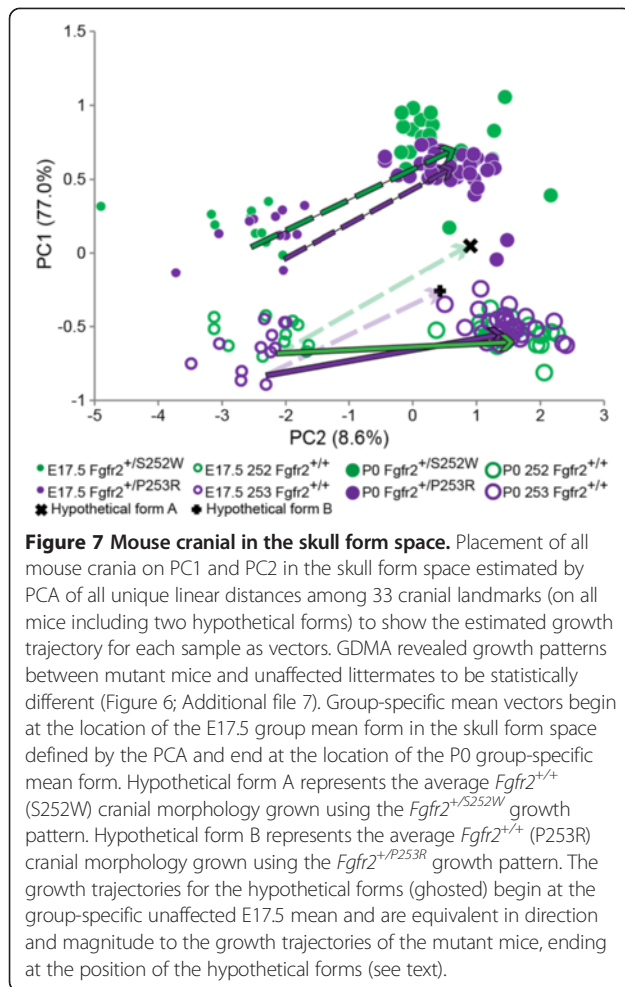 1.5
1
0.5
0
-0.5
-1
PC1 (77.0%)
-5 -4 -3 -2 -1 0 1 2 3
PC2 (8.6%)
E17.5 Fgfr2+/S252W E17.5 252 Fgfr2+/+ P0 Fgfr2+/S252W P0 252 Fgfr2+/+
E17.5 Fgfr2+/P253R E17.5 253 Fgfr2+/+ P0 Fgfr2+/P253R P0 253 Fgfr2+/+
Hypothetical form A Hypothetical form B
Figure 7 Mouse cranial in the skull form space. Placement of all
mouse crania on PC1 and PC2 in the skull form space estimated by
PCA of all unique linear distances among 33 cranial landmarks (on all
mice including two hypothetical forms) to show the estimated growth
trajectory for each sample as vectors. GDMA revealed growth patterns
between mutant mice and unaffected littermates to be statistically
different (Figure 6; Additional file 7). Group-specific mean vectors begin
at the location of the E17.5 group mean form in the skull form space
defined by the PCA and end at the location of the P0 group-specific
mean form. Hypothetical form A represents the average Fgfr2+/+
(S252W) cranial morphology grown using the Fgfr2+/S252W growth
pattern. Hypothetical form B represents the average Fgfr2+/+ (P253R)
cranial morphology grown using the Fgfr2+/P253R growth pattern. The
growth trajectories for the hypothetical forms (ghosted) begin at the
group-specific unaffected E17.5 mean and are equivalent in direction
and magnitude to the growth trajectories of the mutant mice, ending
at the position of the hypothetical forms (see text).